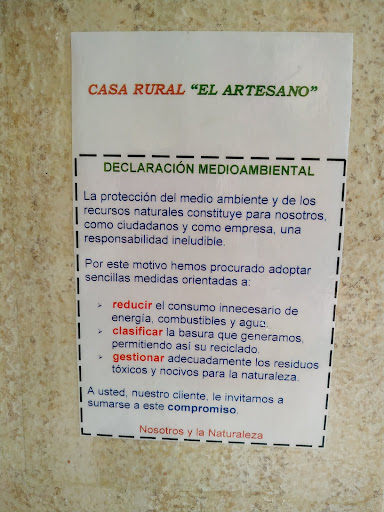 CASA RURAL “EL ARTESANO”
DECLARACIÓN MEDIOAMBIENTAL
La protección del medio ambiente y de los
recursos naturales constituye para nosotros,
como ciudadanos y como empresa, una
responsabilidad ineludible.
Por este motivo hemos procurado adoptar
sencillas medidas orientadas a:
➢ reducir el consumo innecesario de
energía, combustibles y agua.
➢ clasificar la basura que generamos,
permitiendo así su reciclado.
➢ gestionar adecuadamente los residuos
tóxicos y nocivos para la naturaleza.
A usted, nuestro cliente, le invitamos a
sumarse a este compromiso.
Nosotros y la Naturaleza